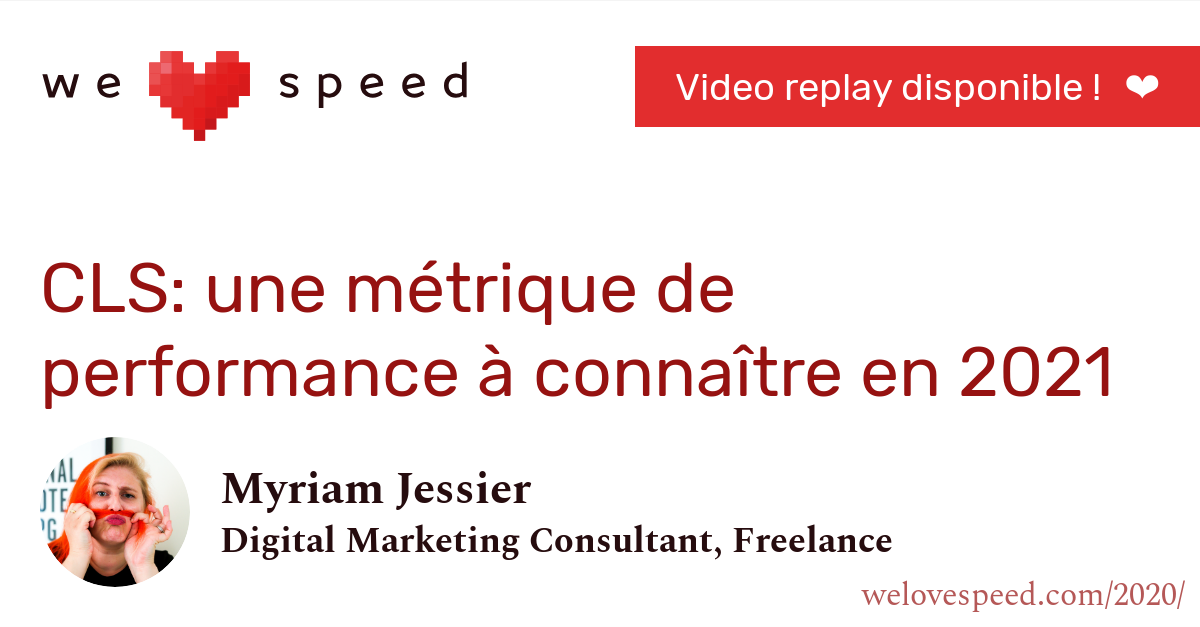 we ❤ speed
Video replay disponible ! ❤
CLS: une métrique de
performance à connaître en 2021
Myriam Jessier
Digital Marketing Consultant, Freelance
welovespeed.com/2020/